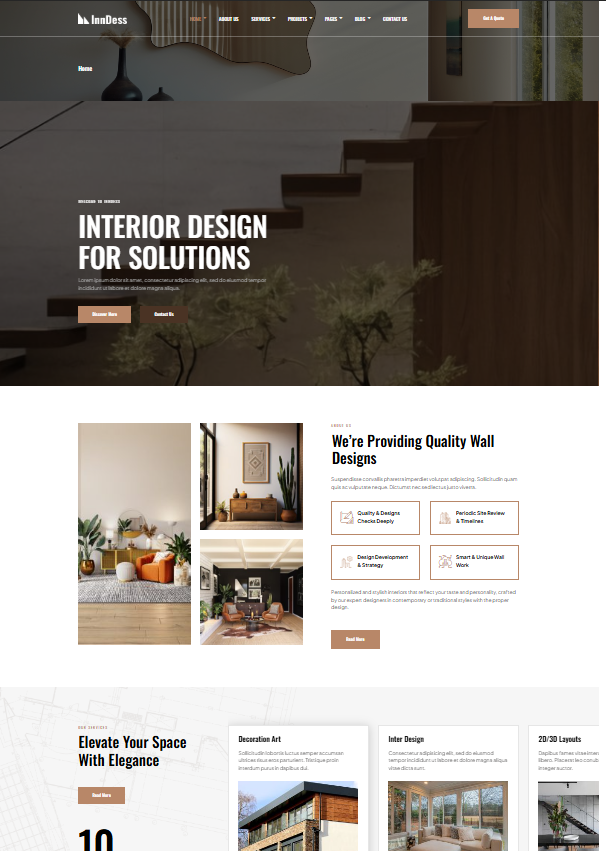 InnDess
HOME ABOUT US SERVICES PROJECTS PAGES BLOG CONTACT US
Get A Quote
Home
WELCOME TO INNDESS
INTERIOR DESIGN
FOR SOLUTIONS
Lorem ipsum dolor sit amet, consectetur adipiscing elit, sed do eiusmod tempor
incididunt ut labore et dolore magna aliqua.
Discover More
Contact Us
ABOUT US
We're Providing Quality Wall
Designs
Suspendisse convallis pharetra imperdiet volutpat adipiscing. Sollicitudin quam
quis ac vulputate neque. Dictumst nec sed lectus justo viverra.
Quality & Designs
Checks Deeply
Periodic Site Review
& Timelines
Design Development
& Strategy
Smart & Unique Wall
Work
Personalized and stylish interiors that reflect your taste and personality, crafted
by our expert designers in contemporary or traditional styles with the proper
design.
Read More
OUR SERVICES
Elevate Your Space
With Elegance
Read More
10
Decoration Art
Sollicitudin lobortis luctus semper accumsan
ultrices risus eros parturient. Tristique proin
interdum purus in dapibus dui.
Inter Design
Consectetur adipiscing elit, sed do eiusmod
tempor incididunt ut labore et dolore magna aliqua
vitae dicta sum.
2D/3D Layouts
Dapibus fames vitae inter
libero. Placerat leo conub
integer auctor.